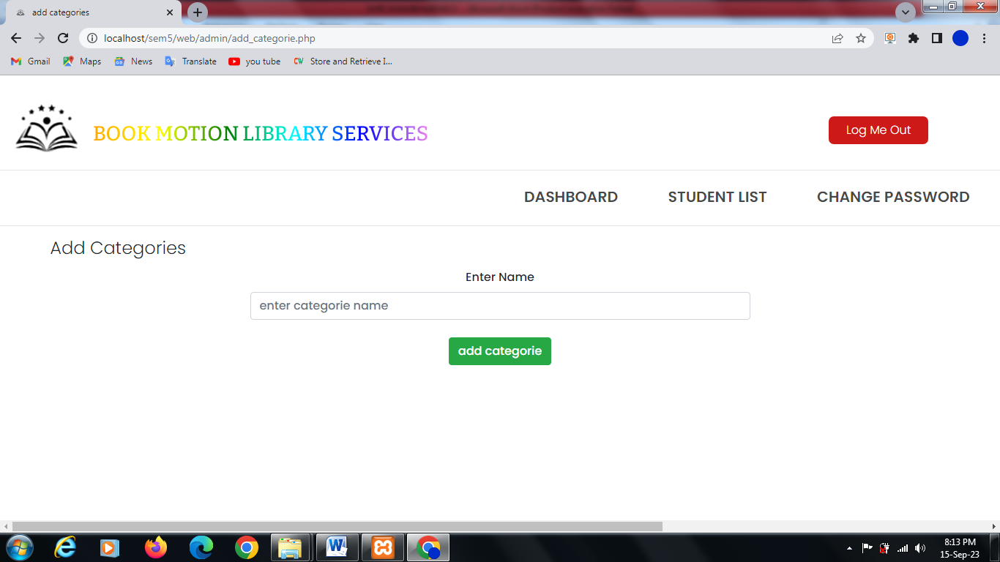 add categories
localhost/sem5/web/admin/add_categorie.php
Gmail Maps News Translate you tube Store and Retrieve I...
BOOK MOTION LIBRARY SERVICES
Log Me Out
DASHBOARD STUDENT LIST CHANGE PASSWORD
Add Categories
Enter Name
enter categorie name
add categorie
8:13 PM
15-Sep-23